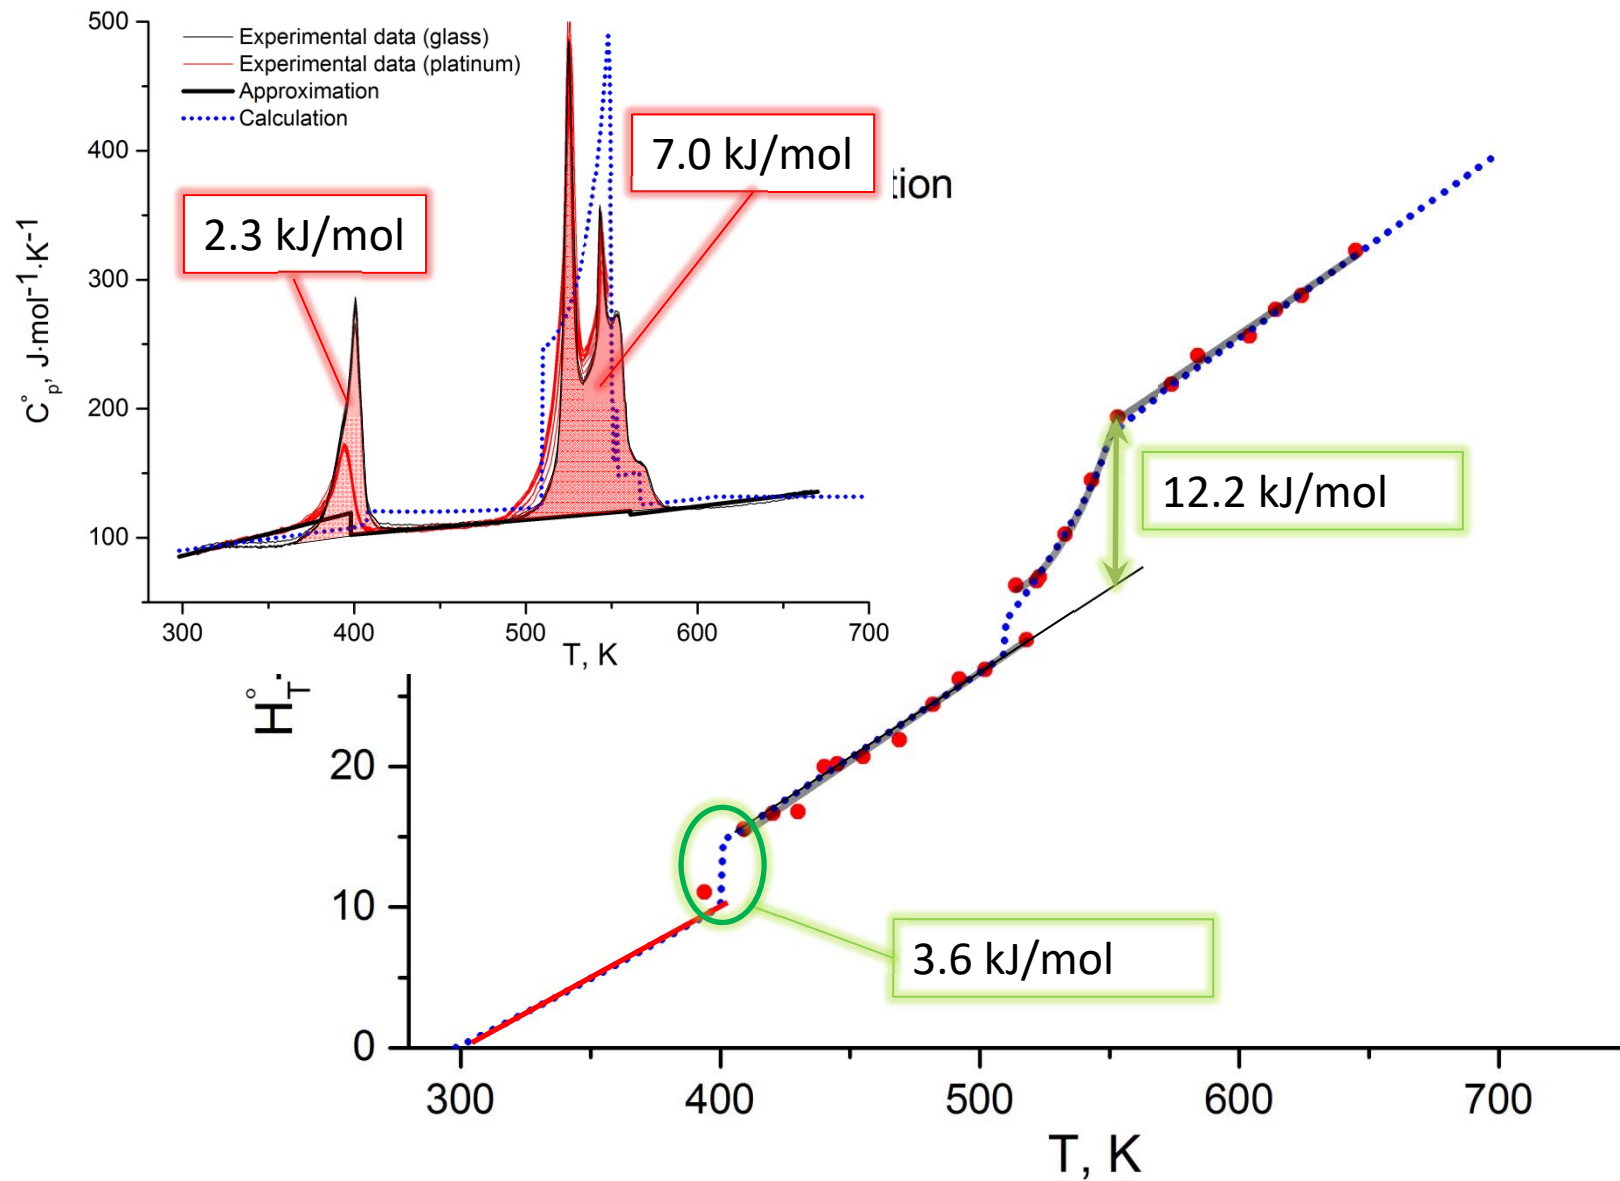 500
400
300
200
100
C°p, J·mol-1·K-1
Experimental data (glass)
Experimental data (platinum)
Approximation
Calculation
2.3 kJ/mol
7.0 kJ/mol
tion
300 400 500 600 700
T, K
12.2 kJ/mol
3.6 kJ/mol
H°T
20
10
0
300 400 500 600 700
T, K